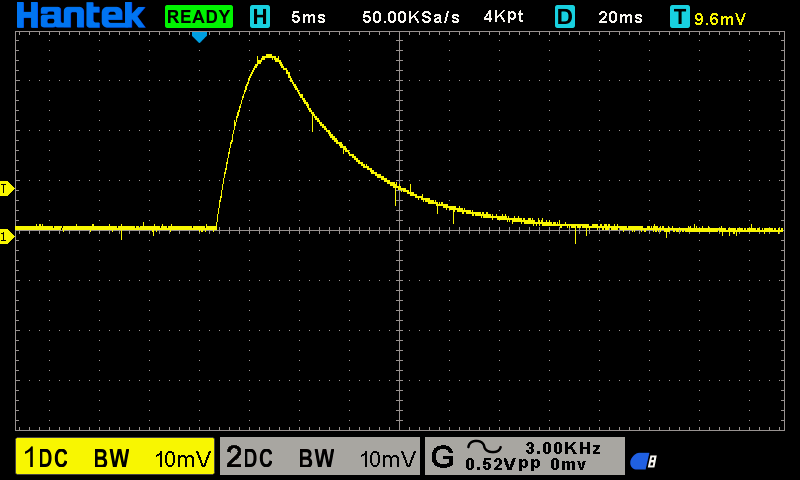 Hantek READY H 5ms 50.00KSa/s 4Kpt D 20ms T 9.6mV
T
1
1DC BW 10mV 2DC BW 10mV G 3.00KHz
0.52Vpp 0mv
8